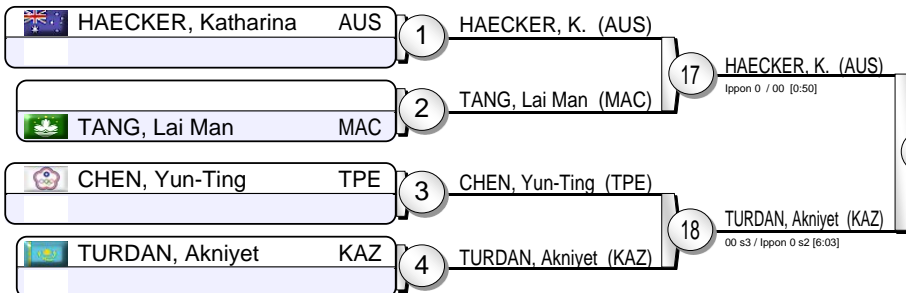 HAECKER, Katharina AUS
1
HAECKER, K. (AUS)
17
HAECKER, K. (AUS)
Ippon 0 / 00 [0:50]
2
TANG, Lai Man (MAC)
TANG, Lai Man MAC
CHEN, Yun-Ting TPE
3
CHEN, Yun-Ting (TPE)
18
TURDAN, Akniyet (KAZ)
00 s3 / Ippon 0 s2 [6:03]
TURDAN, Akniyet KAZ
4
TURDAN, Akniyet (KAZ)